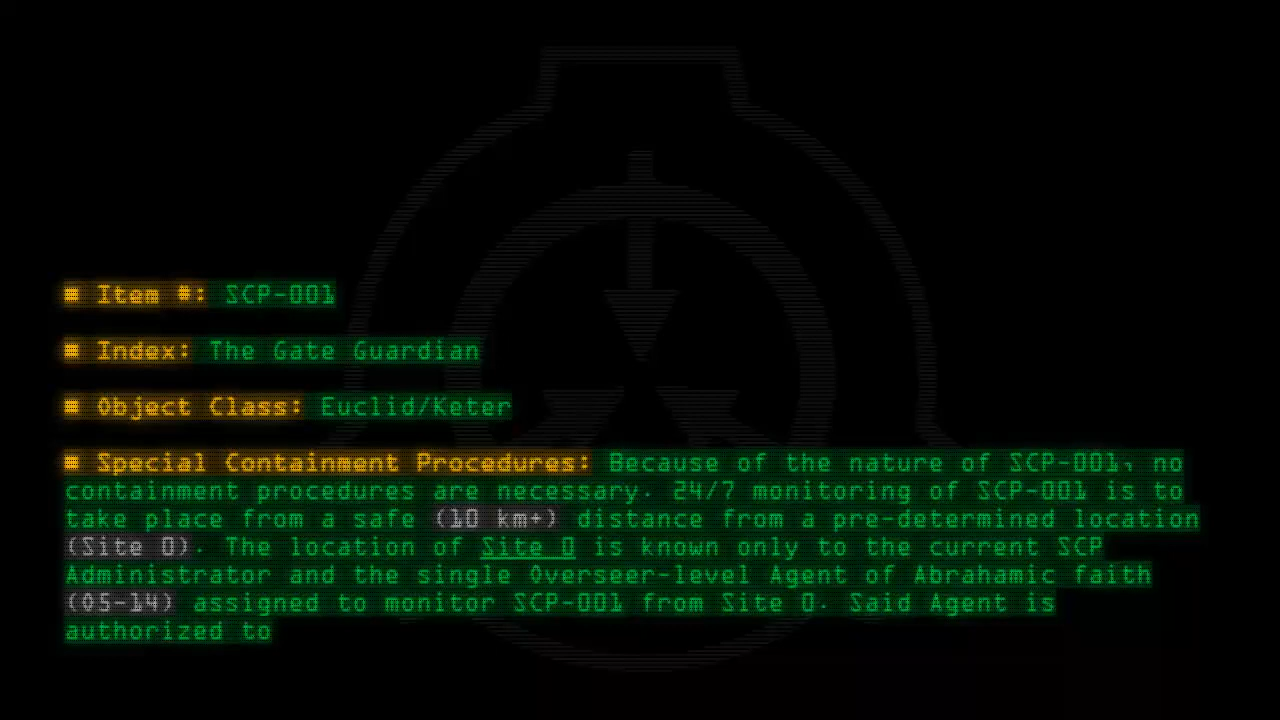 ■ Item #: SCP-001
■ Index: The Gate Guardian
■ Object Class: Euclid/Keter
■ Special Containment Procedures: Because of the nature of SCP-001, no
containment procedures are necessary. 24/7 monitoring of SCP-001 is to
take place from a safe (10 km+) distance from a pre-determined location
(Site 0). The location of Site 0 is known only to the current SCP
Administrator and the single Overseer-level Agent of Abrahamic faith
(O5-14) assigned to monitor SCP-001 from Site 0. Said Agent is
authorized to